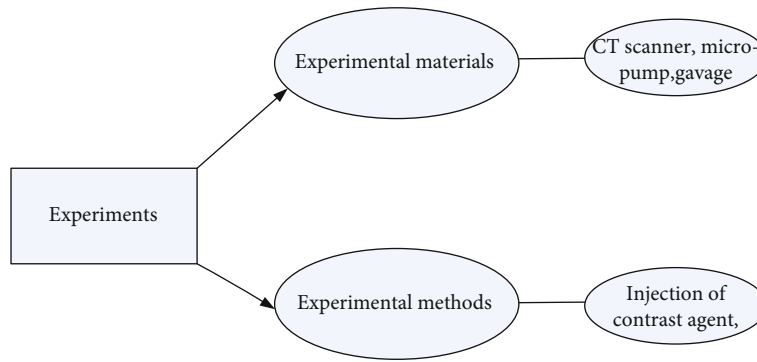 Experimental materials
CT scanner, micro-
pump,gavage
Experiments
Experimental methods
Injection of
contrast agent,